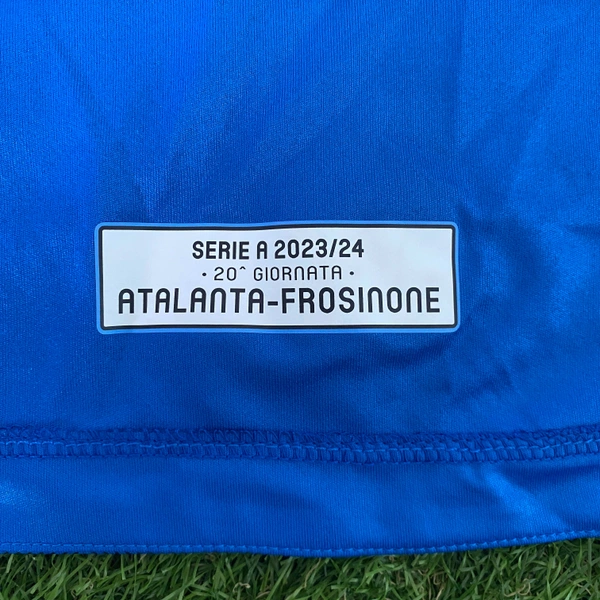 SERIE A 2023/24
· 20^ GIORNATA ·
ATALANTA-FROSINONE